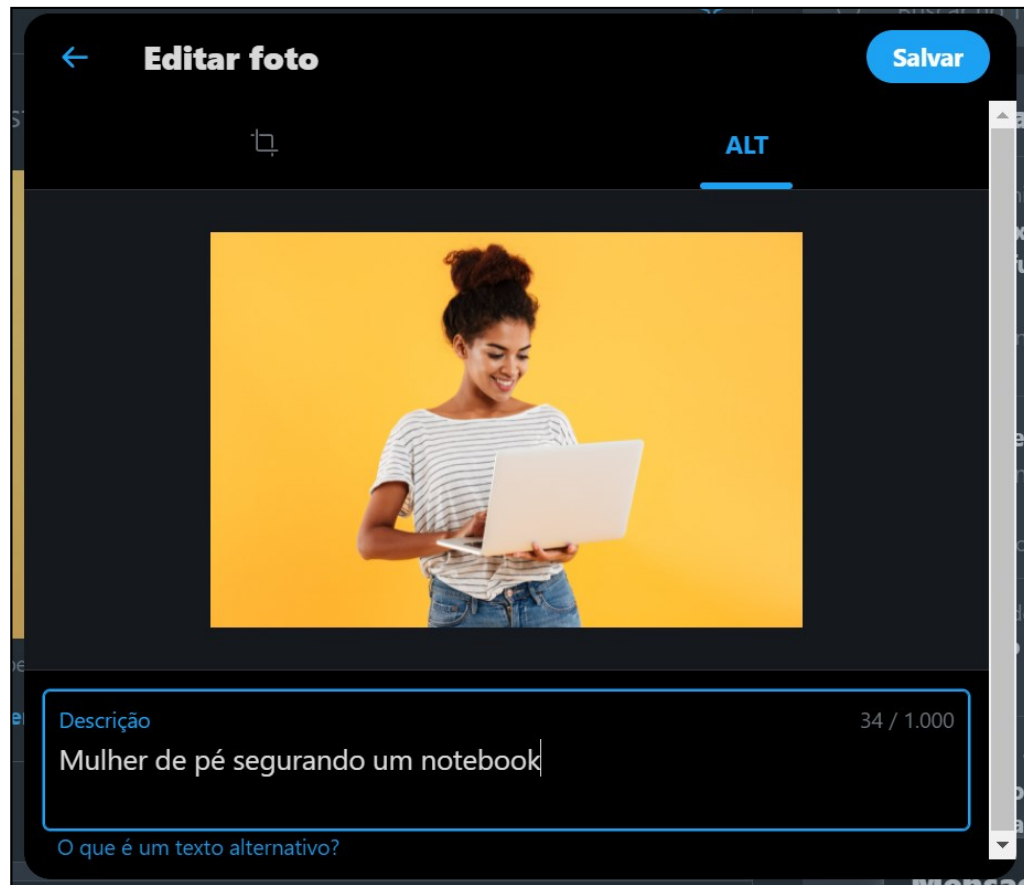 Editar foto
Salvar
ALT
Descrição
34 / 1.000
Mulher de pé segurando um notebook
O que é um texto alternativo?